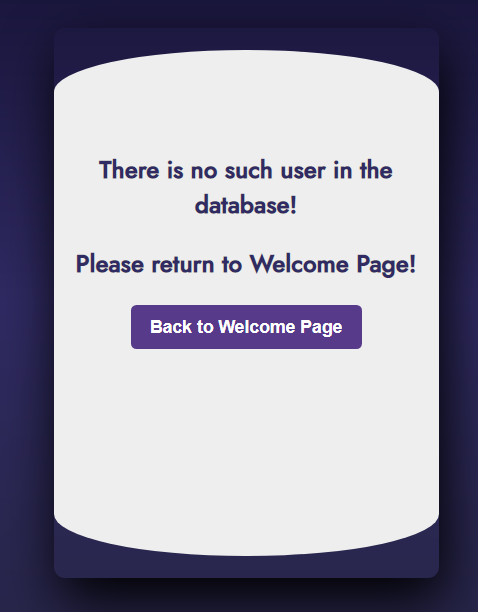 There is no such user in the
database!
Please return to Welcome Page!
Back to Welcome Page